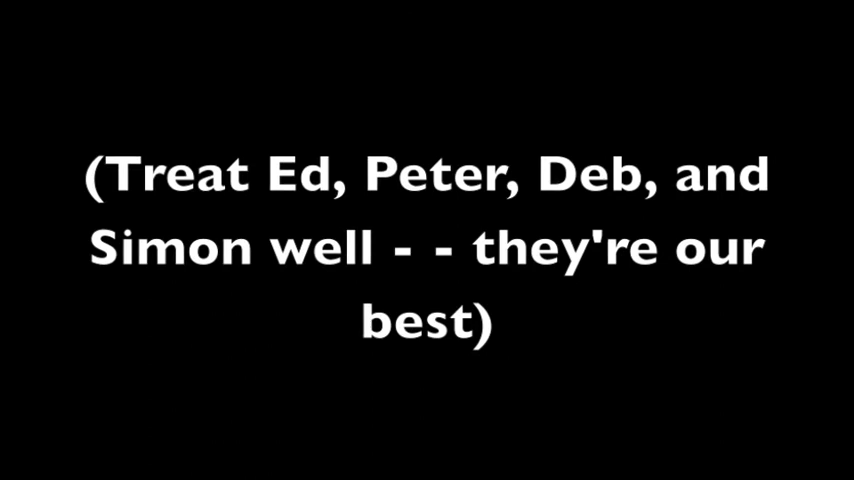 (Treat Ed, Peter, Deb, and
Simon well - - they're our
best)